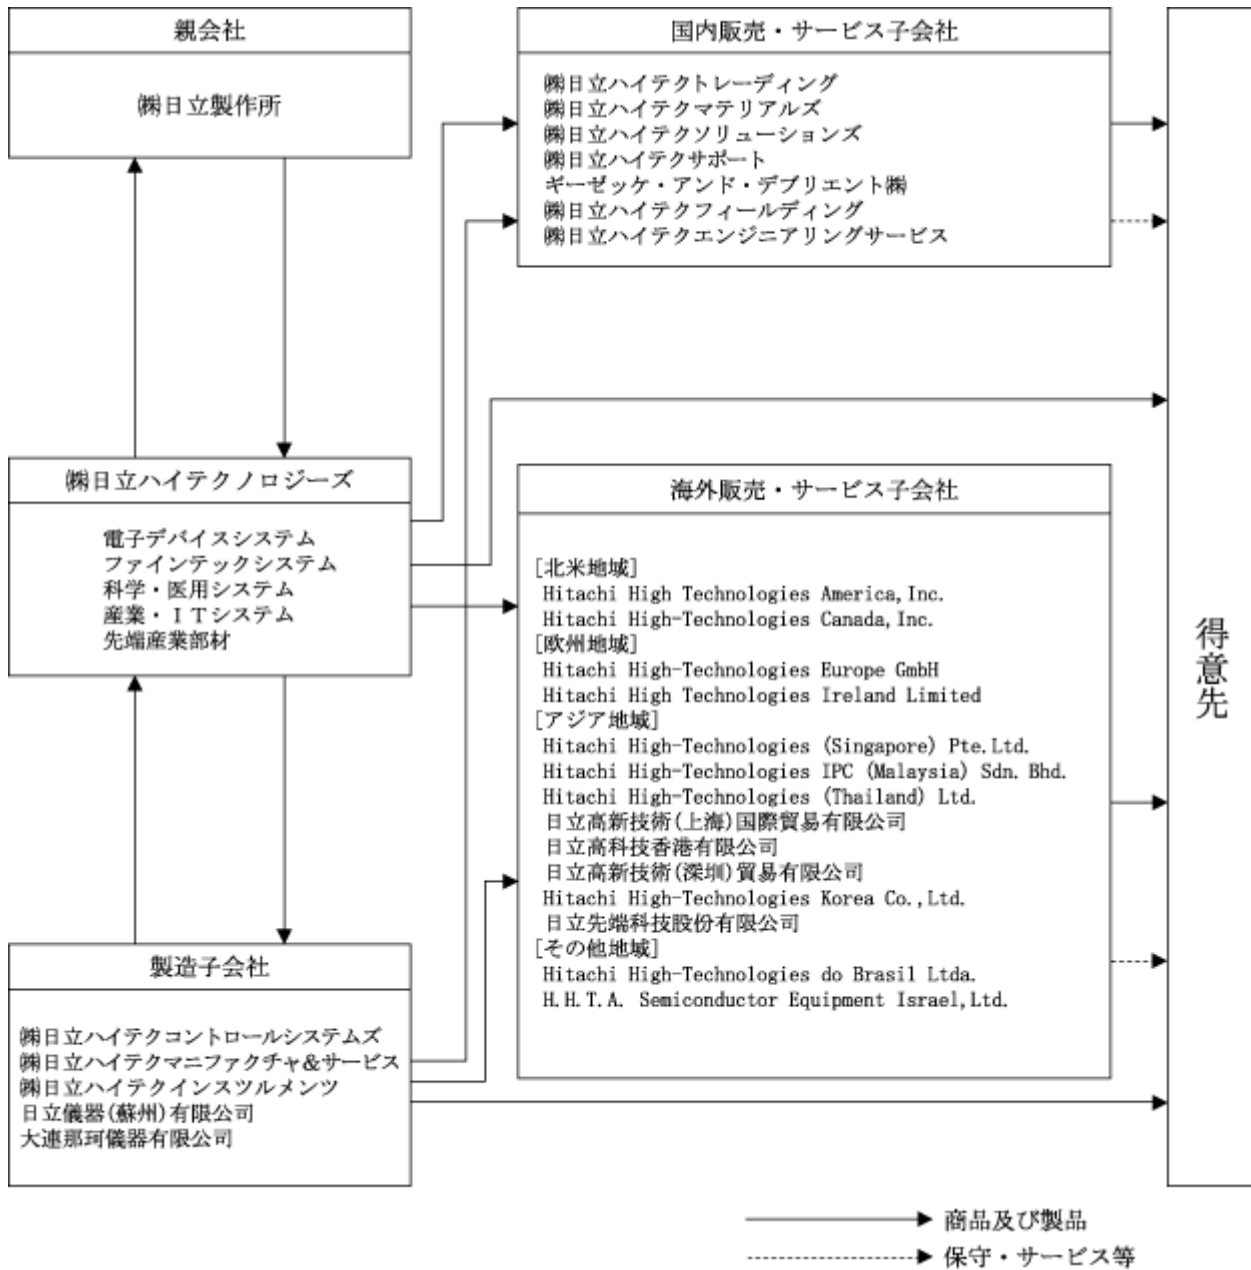 親会社
㈱日立製作所
国内販売・サービス子会社
㈱日立ハイテクトレーディング
㈱日立ハイテクマテリアルズ
㈱日立ハイテクソリューションズ
㈱日立ハイテクサポート
ギーゼッケ・アンド・デブリエント㈱
㈱日立ハイテクフィールディング
㈱日立ハイテクエンジニアリングサービス
㈱日立ハイテクノロジーズ
電子デバイスシステム
ファインテックシステム
科学・医用システム
産業・ITシステム
先端産業部材
海外販売・サービス子会社
[北米地域]
Hitachi High Technologies America,Inc.
Hitachi High-Technologies Canada,Inc.
[欧州地域]
Hitachi High-Technologies Europe GmbH
Hitachi High Technologies Ireland Limited
[アジア地域]
Hitachi High-Technologies (Singapore) Pte.Ltd.
Hitachi High-Technologies IPC (Malaysia) Sdn. Bhd.
Hitachi High-Technologies (Thailand) Ltd.
日立高新技術(上海)国際貿易有限公司
日立高科技香港有限公司
日立高新技術(深圳)貿易有限公司
Hitachi High-Technologies Korea Co.,Ltd.
日立先端科技股份有限公司
[その他地域]
Hitachi High-Technologies do Brasil Ltda.
H.H.T.A. Semiconductor Equipment Israel,Ltd.
製造子会社
㈱日立ハイテクコントロールシステムズ
㈱日立ハイテクマニファクチャ&サービス
㈱日立ハイテクインスツルメンツ
日立儀器(蘇州)有限公司
大連那珂儀器有限公司
得意先
商品及び製品
保守・サービス等